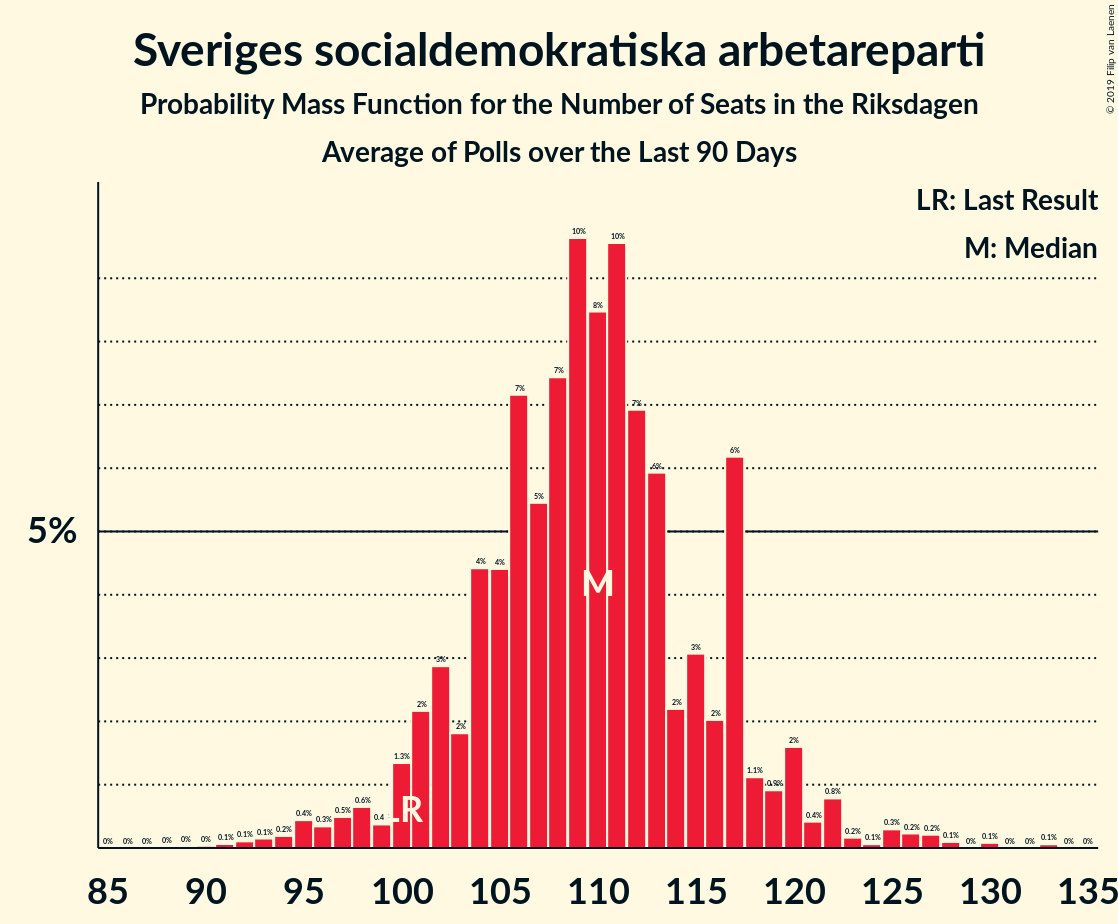 Sveriges socialdemokratiska arbetareparti
Probability Mass Function for the Number of Seats in the Riksdagen
Average of Polls over the Last 90 Days
© 2019 Filip van Laenen
LR: Last Result
M: Median
5%
0% 0% 0% 0% 0% 0% 0.1% 0.1% 0.1% 0.2% 0.4% 0.3% 0.5% 0.6% 0.4 1.3% 2% 3% 2% 4% 4% 7% 5% 7% 10% 8% 10% 7% 6% 2% 3% 2% 6% 1.1% 0.9% 2% 0.4% 0.8% 0.2% 0.1% 0.3% 0.2% 0.2% 0.1% 0% 0.1% 0% 0% 0.1% 0% 0%
M
LR
85 90 95 100 105 110 115 120 125 130 135